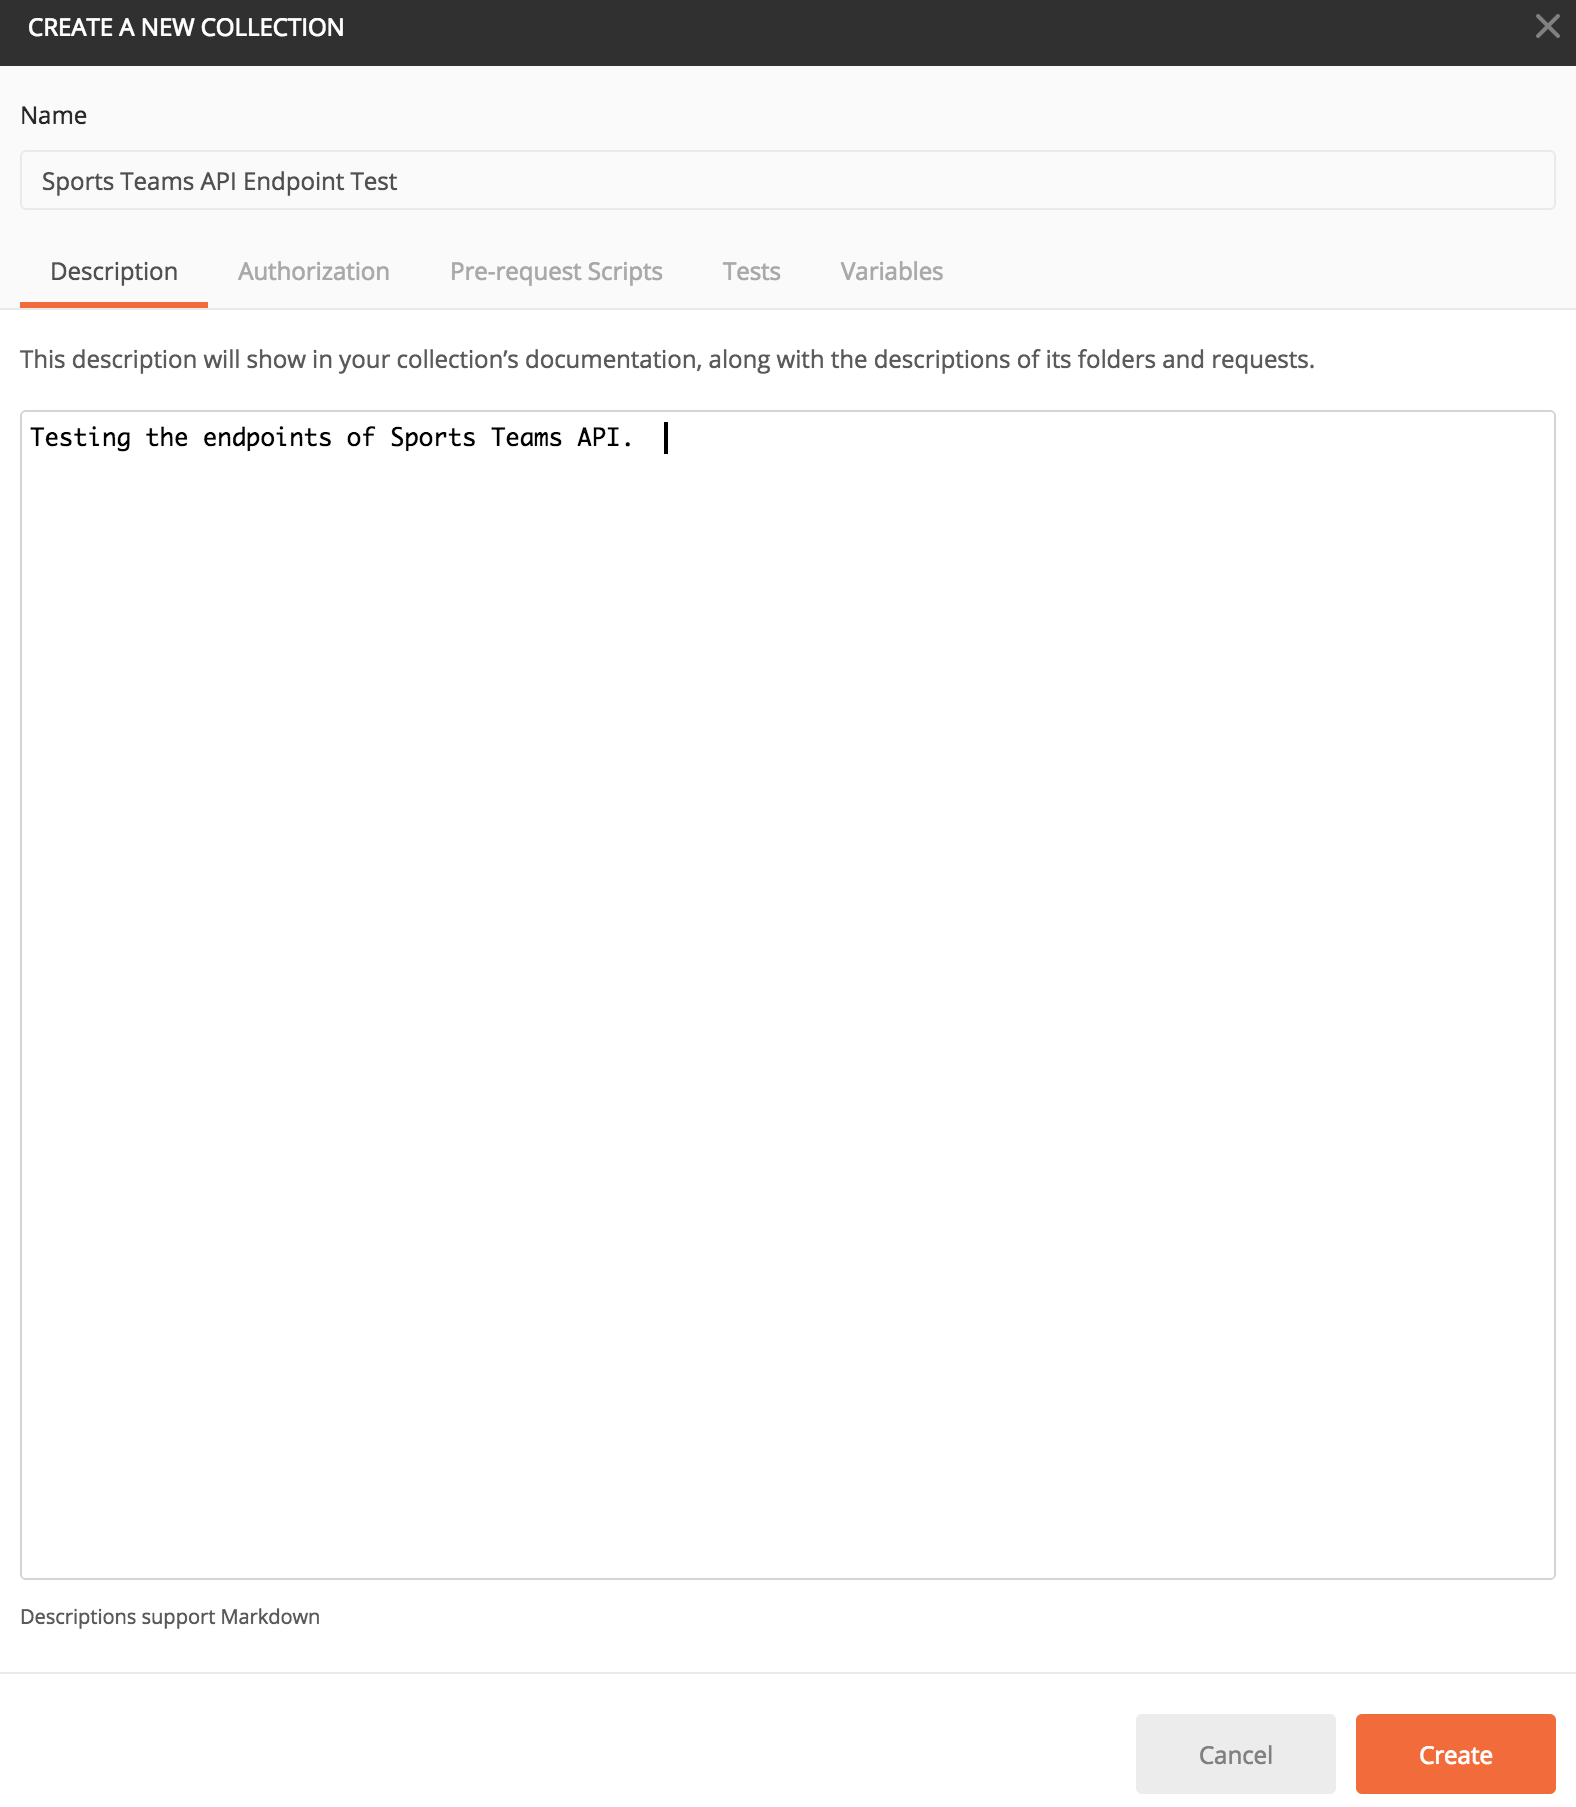 CREATE A NEW COLLECTION
Name
Sports Teams API Endpoint Test
Description Authorization Pre-request Scripts Tests Variables
This description will show in your collection’s documentation, along with the descriptions of its folders and requests.
Testing the endpoints of Sports Teams API.
Descriptions support Markdown
Cancel Create